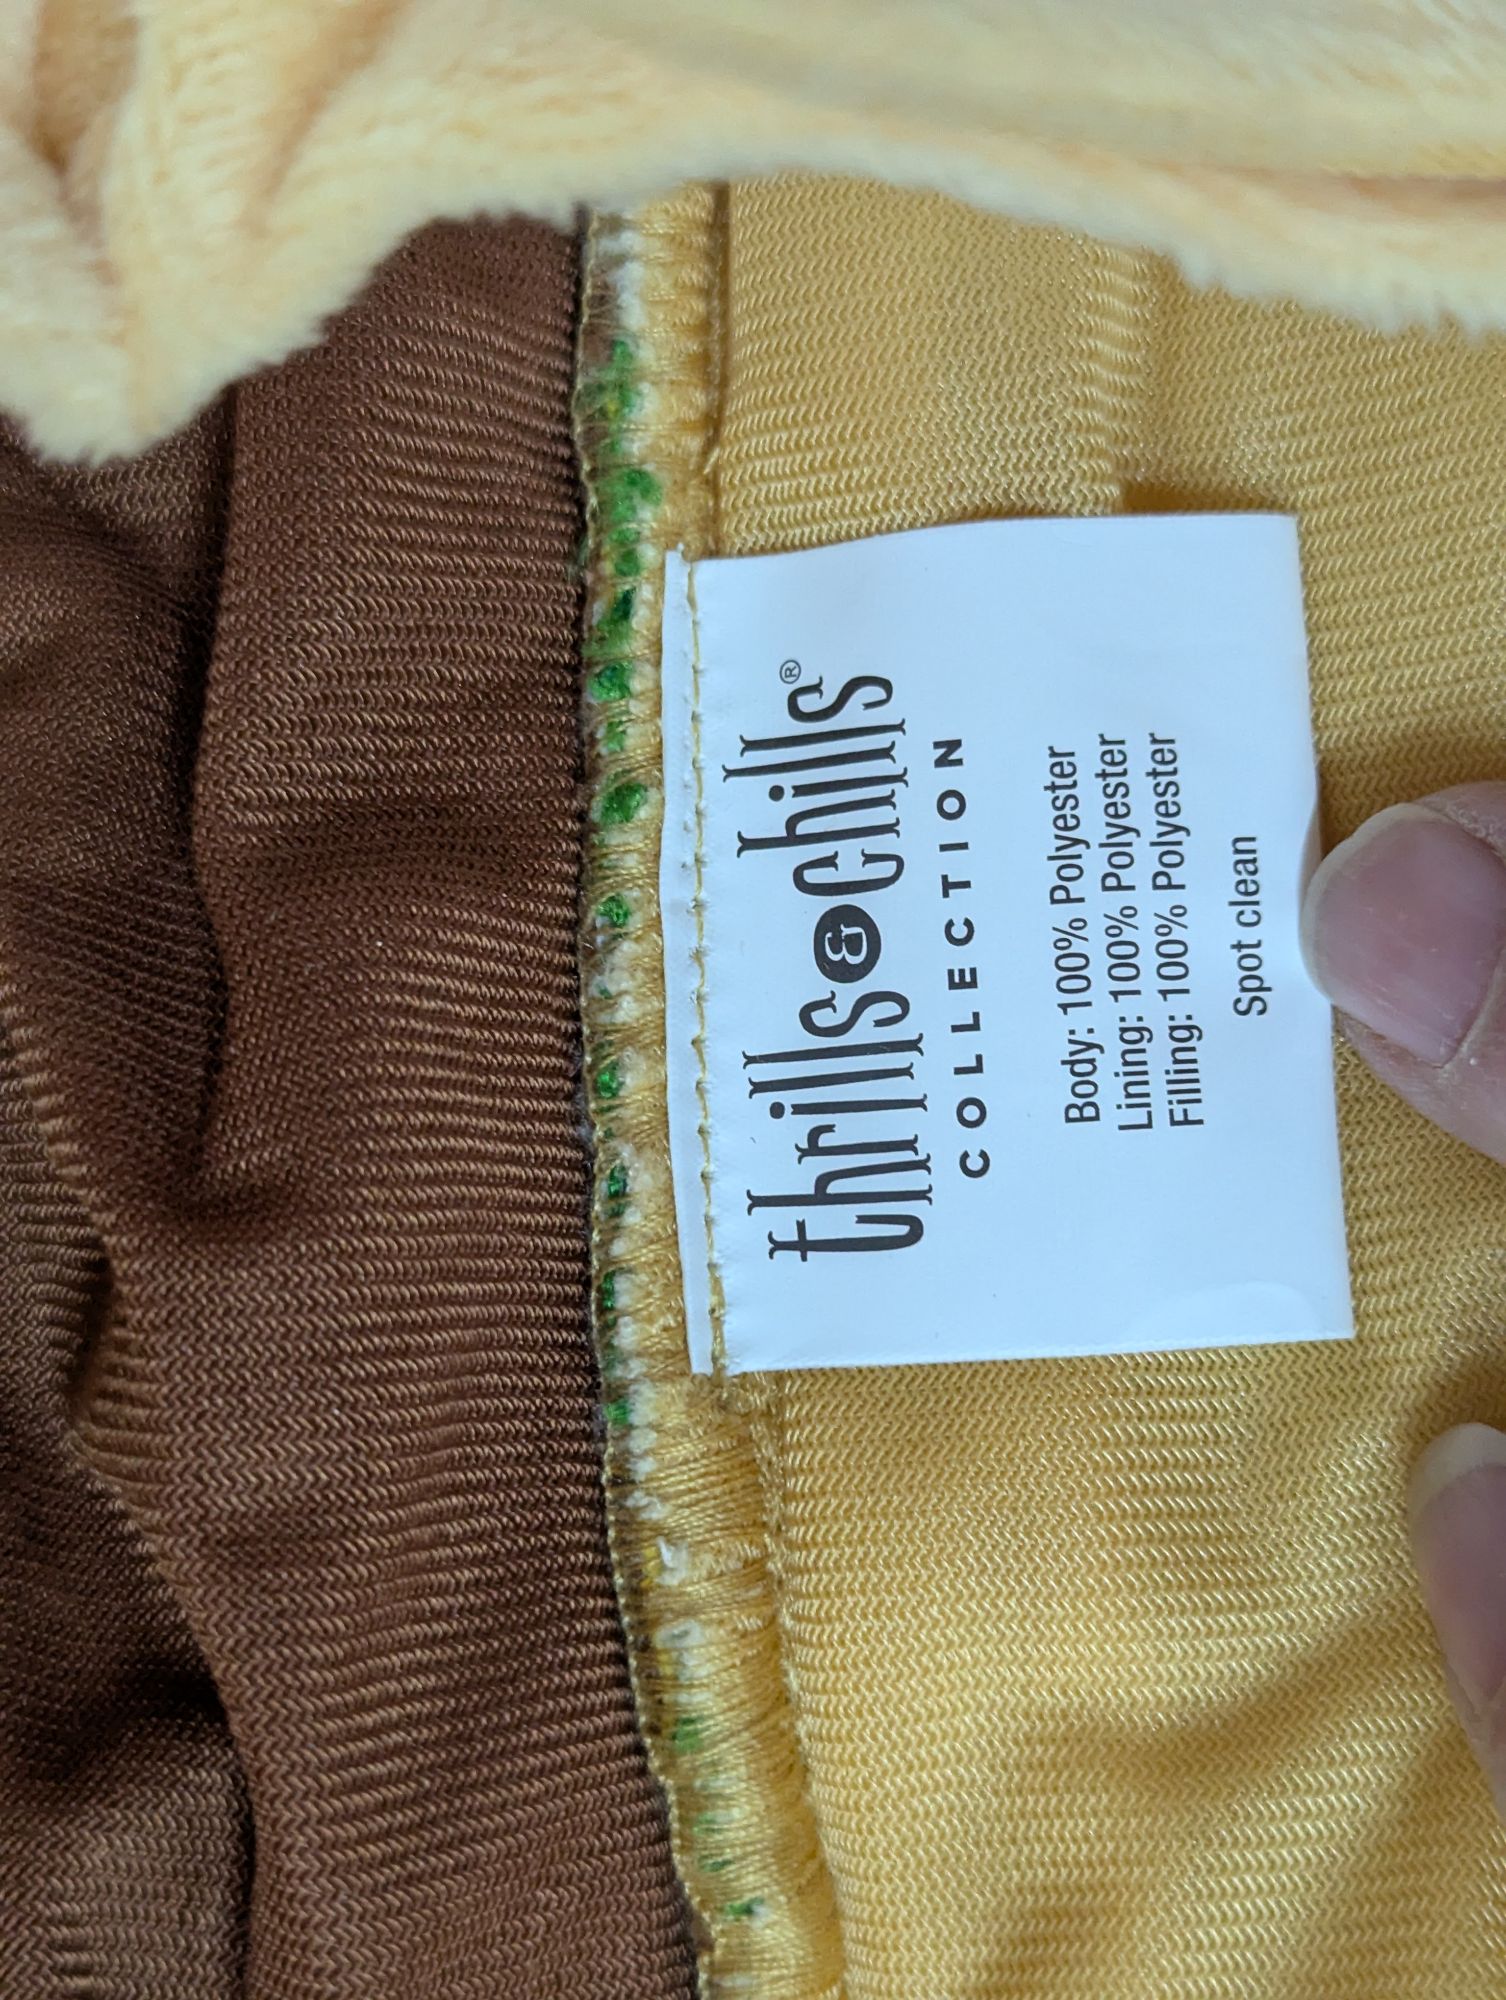 thrills & chills®
COLLECTION
Body: 100% Polyester
Lining: 100% Polyester
Filling: 100% Polyester
Spot clean